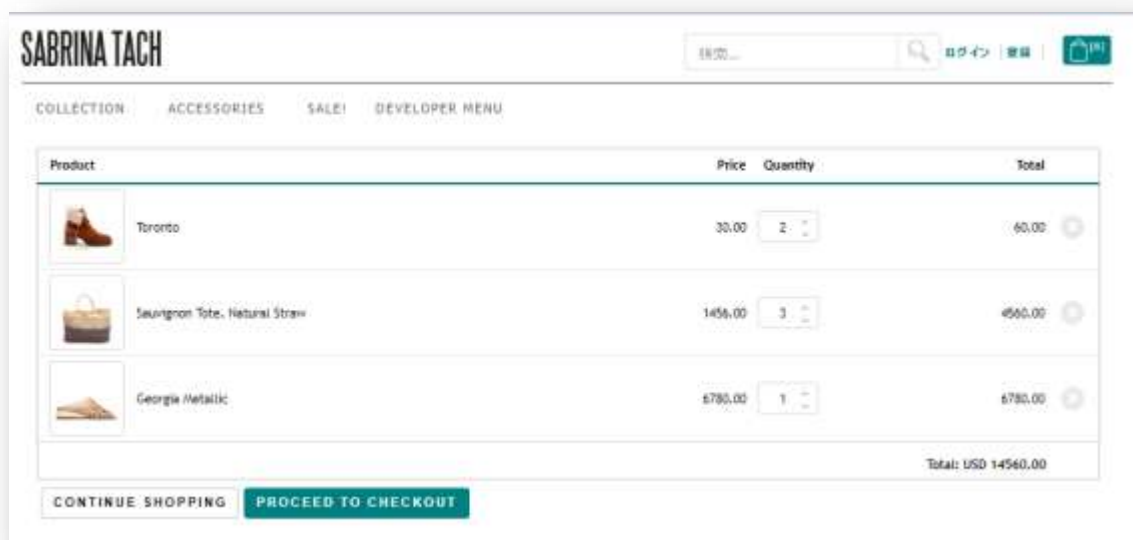 SABRINA TACH
検索...
ログイン | 登録 |
COLLECTION ACCESSORIES SALE! DEVELOPER MENU
Product Price Quantity Total
Toronto 30.00 2 60.00
Sauvignon Tote, Natural Straw 1456.00 3 4560.00
Georgia Metallic 6780.00 1 6780.00
Total: USD 14560.00
CONTINUE SHOPPING PROCEED TO CHECKOUT